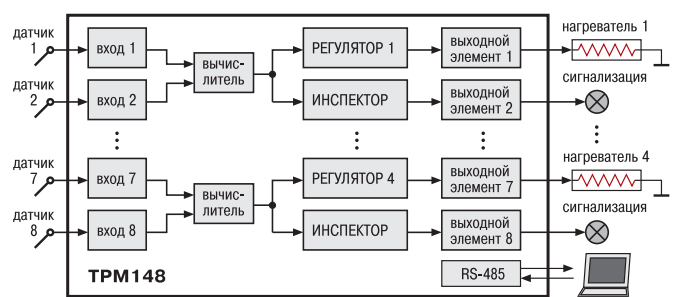 датчик
1
вход 1
вычис-
литель
РЕГУЛЯТОР 1
выходной
элемент 1
нагреватель 1
датчик
2
вход 2
ИНСПЕКТОР
выходной
элемент 2
сигнализация
датчик
7
вход 7
вычис-
литель
РЕГУЛЯТОР 4
выходной
элемент 7
нагреватель 4
датчик
8
вход 8
ИНСПЕКТОР
выходной
элемент 8
сигнализация
ТРМ148
RS-485